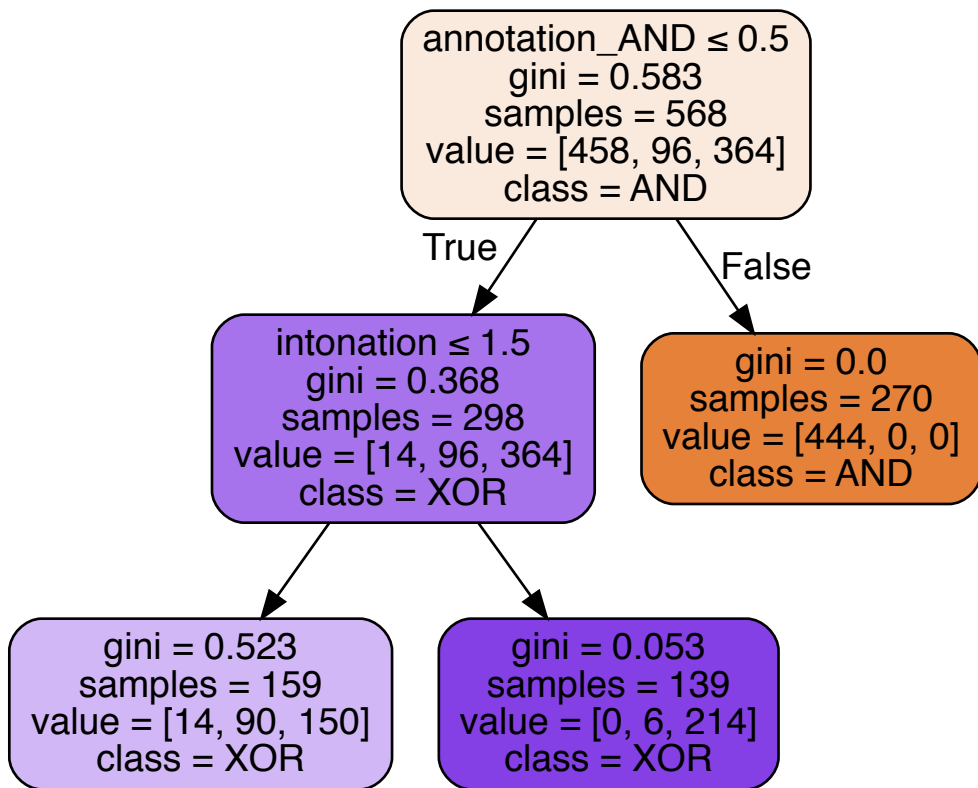 annotation_AND ≤ 0.5
gini = 0.583
samples = 568
value = [458, 96, 364]
class = AND
True
False
intonation ≤ 1.5
gini = 0.368
samples = 298
value = [14, 96, 364]
class = XOR
gini = 0.0
samples = 270
value = [444, 0, 0]
class = AND
gini = 0.523
samples = 159
value = [14, 90, 150]
class = XOR
gini = 0.053
samples = 139
value = [0, 6, 214]
class = XOR